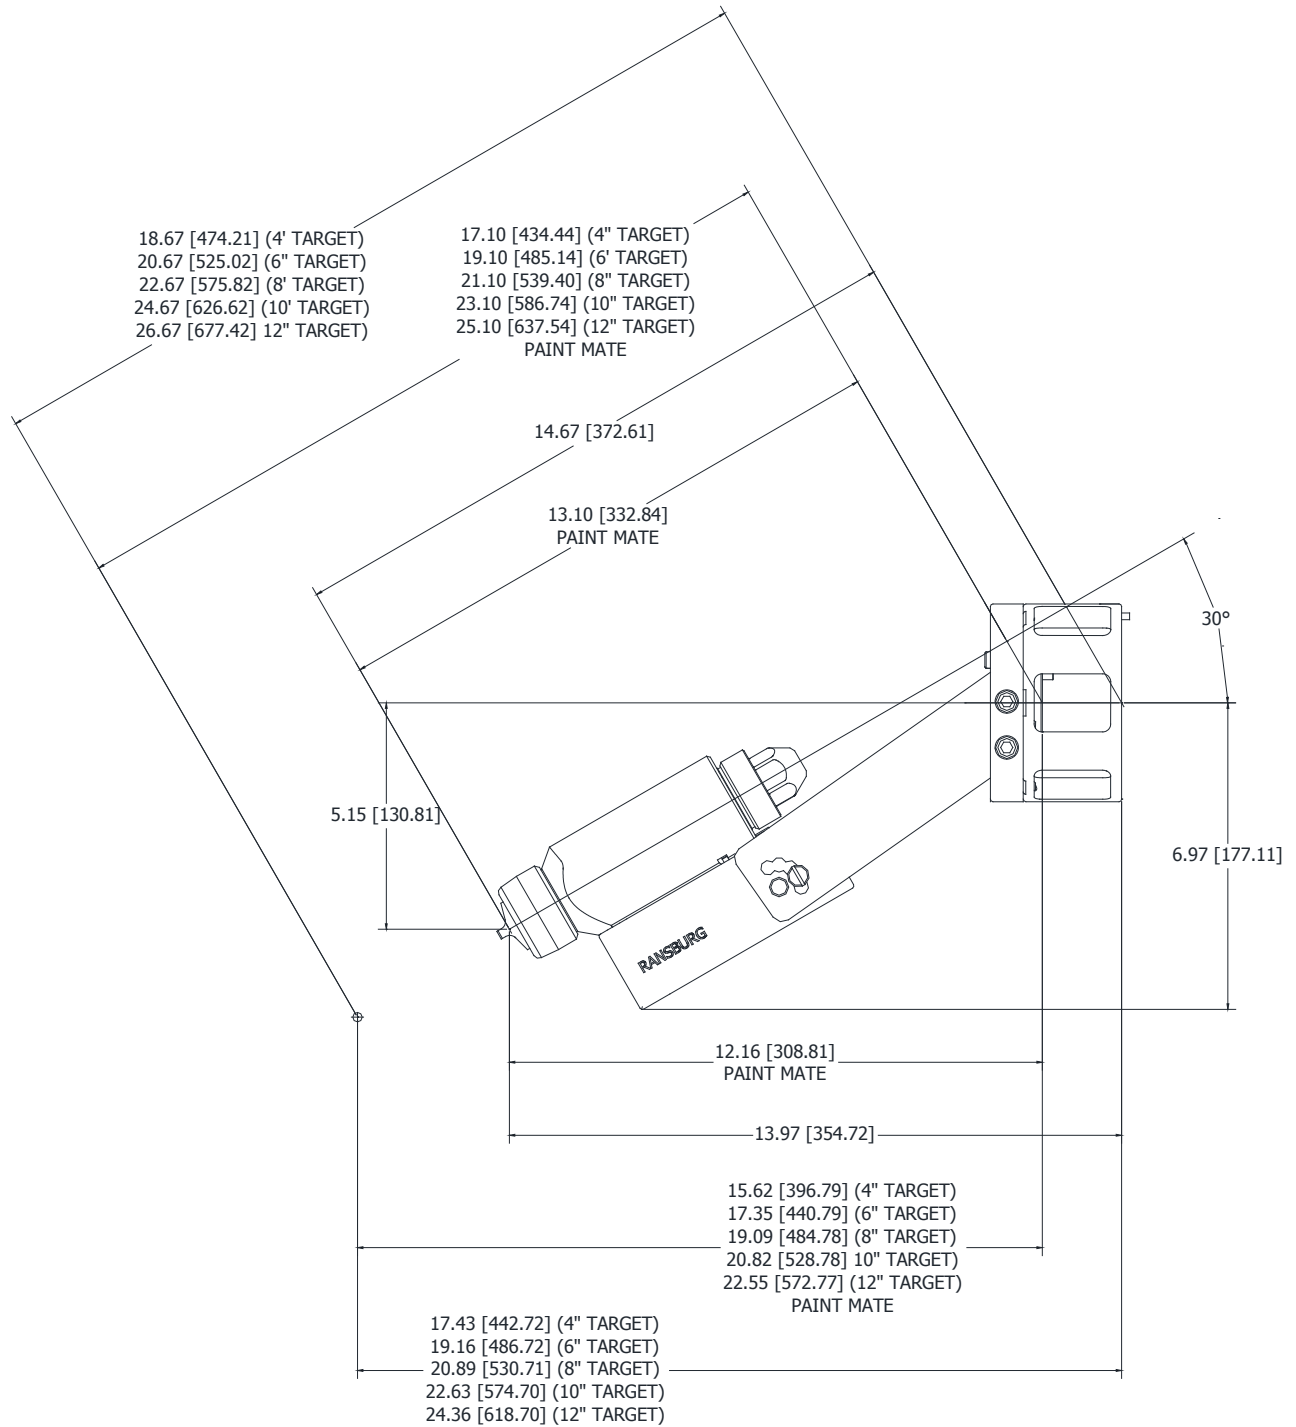 18.67 [474.21] (4' TARGET)
20.67 [525.02] (6" TARGET)
22.67 [575.82] (8' TARGET)
24.67 [626.62] (10' TARGET)
26.67 [677.42] 12" TARGET)
17.10 [434.44] (4" TARGET)
19.10 [485.14] (6' TARGET)
21.10 [539.40] (8" TARGET)
23.10 [586.74] (10" TARGET)
25.10 [637.54] (12" TARGET)
PAINT MATE
14.67 [372.61]
13.10 [332.84]
PAINT MATE
30°
5.15 [130.81]
6.97 [177.11]
RANSBURG
12.16 [308.81]
PAINT MATE
13.97 [354.72]
15.62 [396.79] (4" TARGET)
17.35 [440.79] (6" TARGET)
19.09 [484.78] (8" TARGET)
20.82 [528.78] 10" TARGET)
22.55 [572.77] (12" TARGET)
PAINT MATE
17.43 [442.72] (4" TARGET)
19.16 [486.72] (6" TARGET)
20.89 [530.71] (8" TARGET)
22.63 [574.70] (10" TARGET)
24.36 [618.70] (12" TARGET)